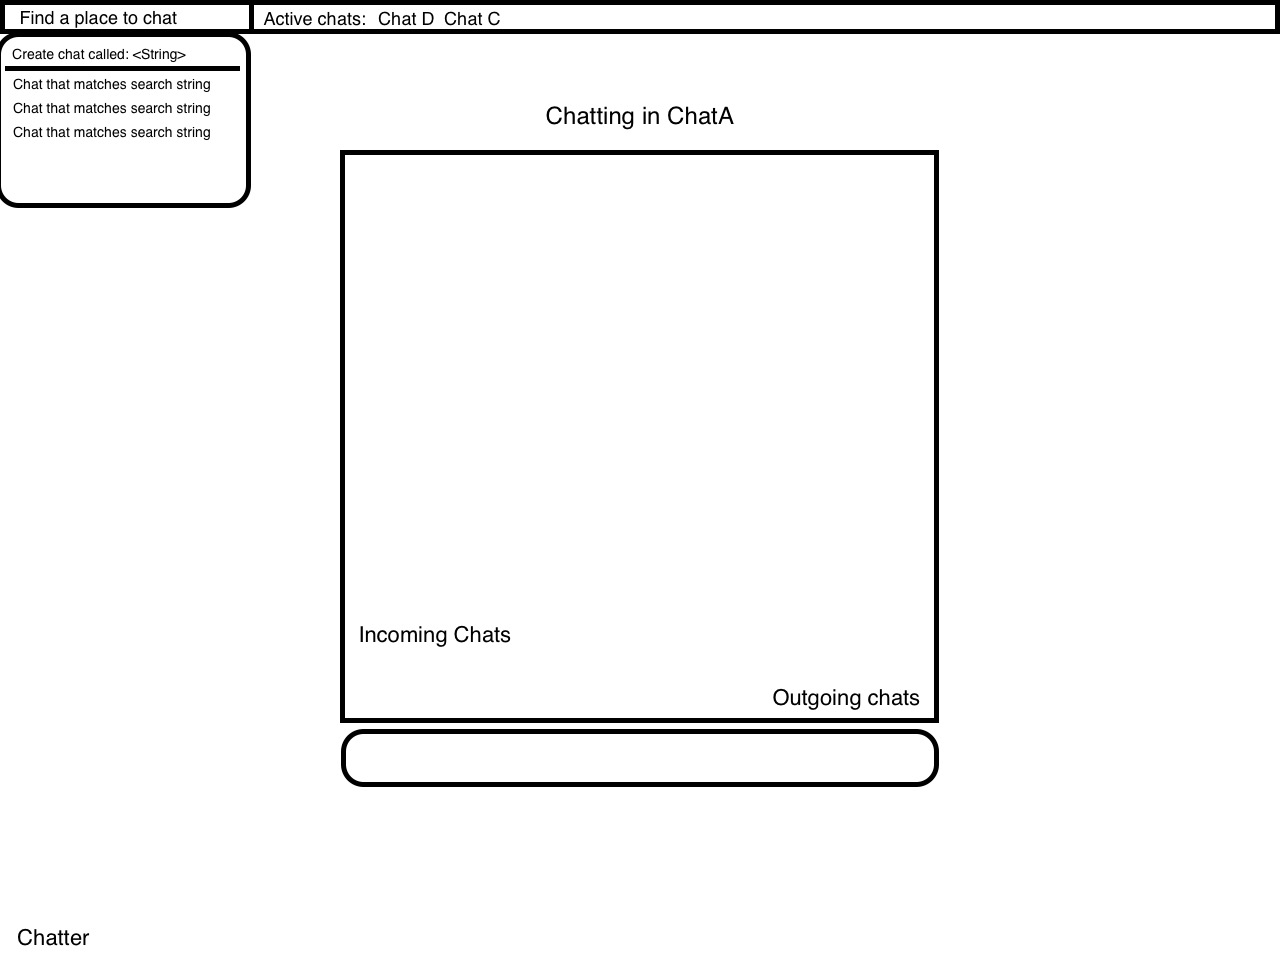 Find a place to chat
Active chats: Chat D Chat C
Create chat called: <String>
Chat that matches search string
Chat that matches search string
Chat that matches search string
Chatting in ChatA
Incoming Chats
Outgoing chats
Chatter